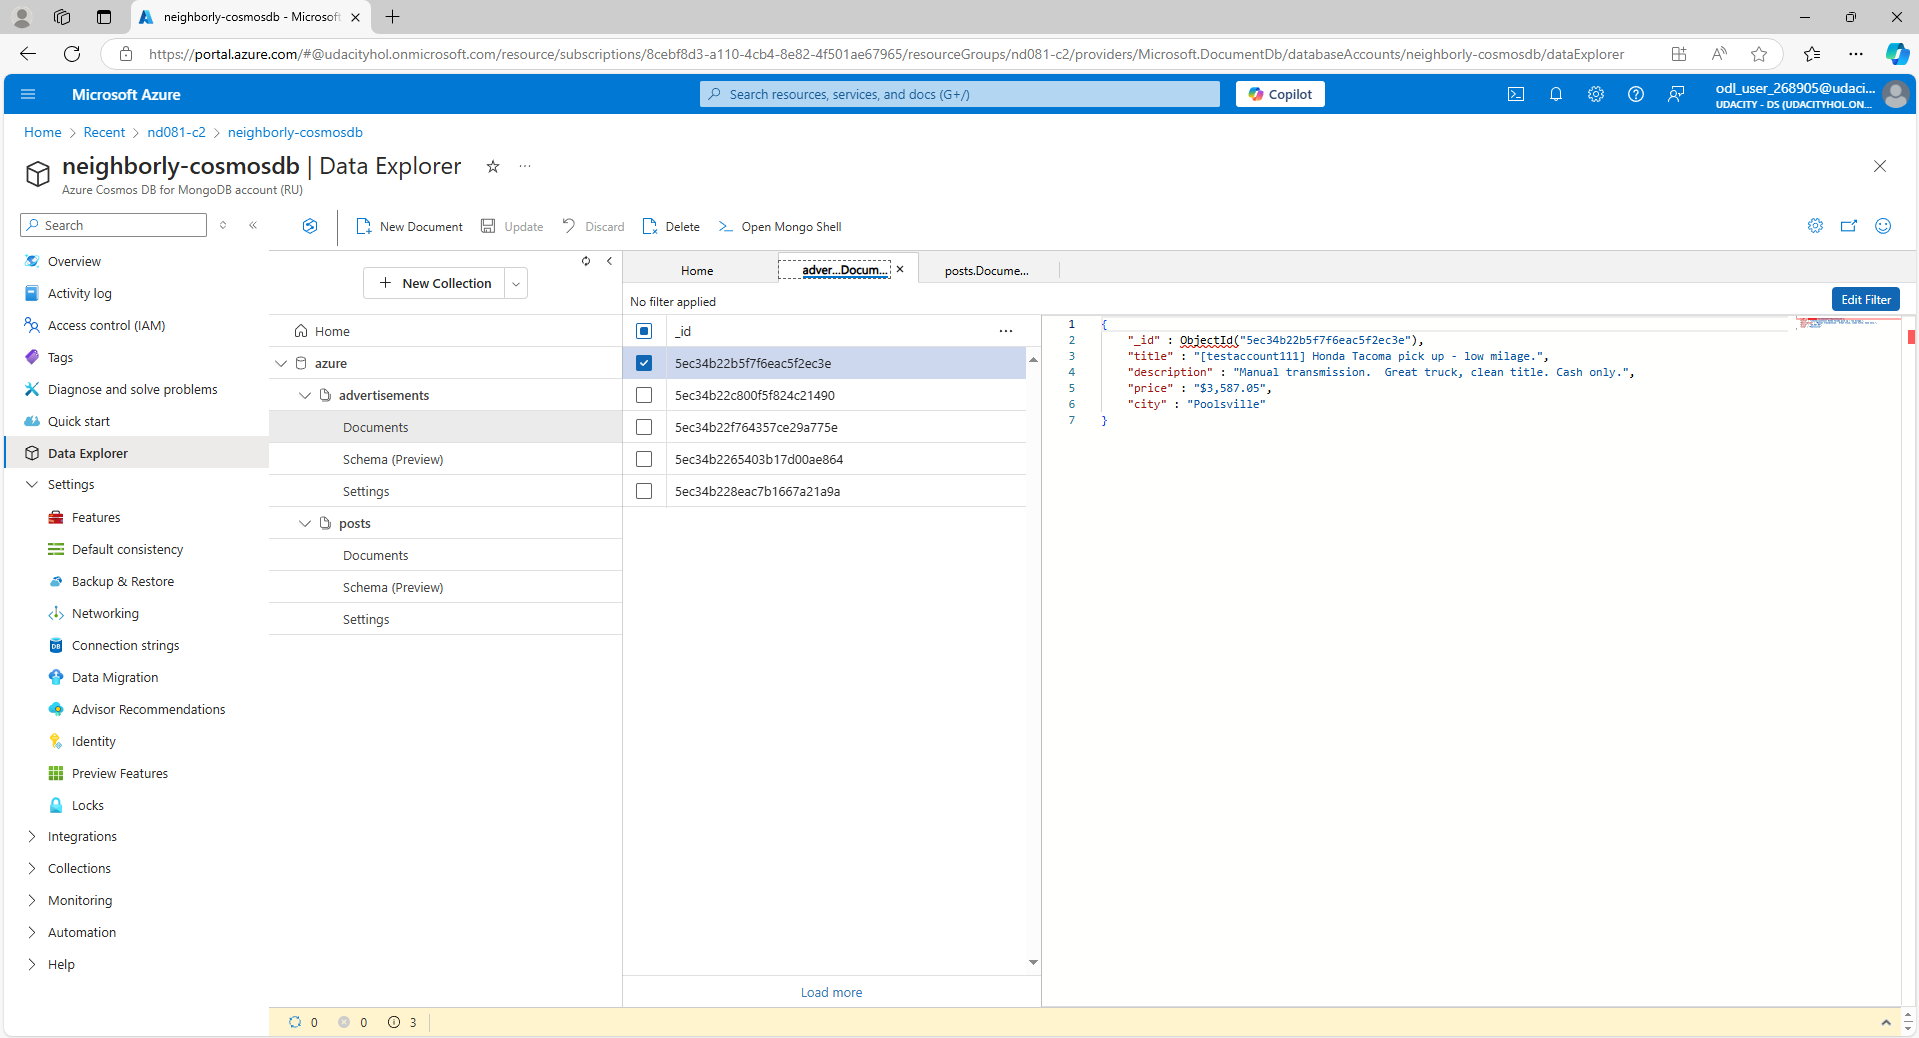 neighborly-cosmosdb - Microsoft
https://portal.azure.com/#@udacityhol.onmicrosoft.com/resource/subscriptions/8cebf8d3-a110-4cb4-8e82-4f501ae67965/resourceGroups/nd081-c2/providers/Microsoft.DocumentDb/databaseAccounts/neighborly-cosmosdb/dataExplorer
Microsoft Azure
Search resources, services, and docs (G+/)
Copilot
odl_user_268905@udaci...
UDACITY - DS (UDACITYHOL.ON...
Home > Recent > nd081-c2 > neighborly-cosmosdb
neighborly-cosmosdb | Data Explorer
Azure Cosmos DB for MongoDB account (RU)
Search
New Document
Update
Discard
Delete
Open Mongo Shell
Overview
Activity log
Access control (IAM)
Tags
Diagnose and solve problems
Quick start
Data Explorer
Settings
Features
Default consistency
Backup & Restore
Networking
Connection strings
Data Migration
Advisor Recommendations
Identity
Preview Features
Locks
Integrations
Collections
Monitoring
Automation
Help
New Collection
Home
azure
advertisements
Documents
Schema (Preview)
Settings
posts
Documents
Schema (Preview)
Settings
Home
adver...Docum...
posts.Docume...
No filter applied
Edit Filter
_id
5ec34b22b5f7f6eac5f2ec3e
5ec34b22c800f5f824c21490
5ec34b22f764357ce29a775e
5ec34b2265403b17d00ae864
5ec34b228eac7b1667a21a9a
Load more
1 {
2 "_id" : ObjectId("5ec34b22b5f7f6eac5f2ec3e"),
3 "title" : "[testaccount111] Honda Tacoma pick up - low milage.",
4 "description" : "Manual transmission.  Great truck, clean title. Cash only.",
5 "price" : "$3,587.05",
6 "city" : "Poolsville"
7 }
0 0 3